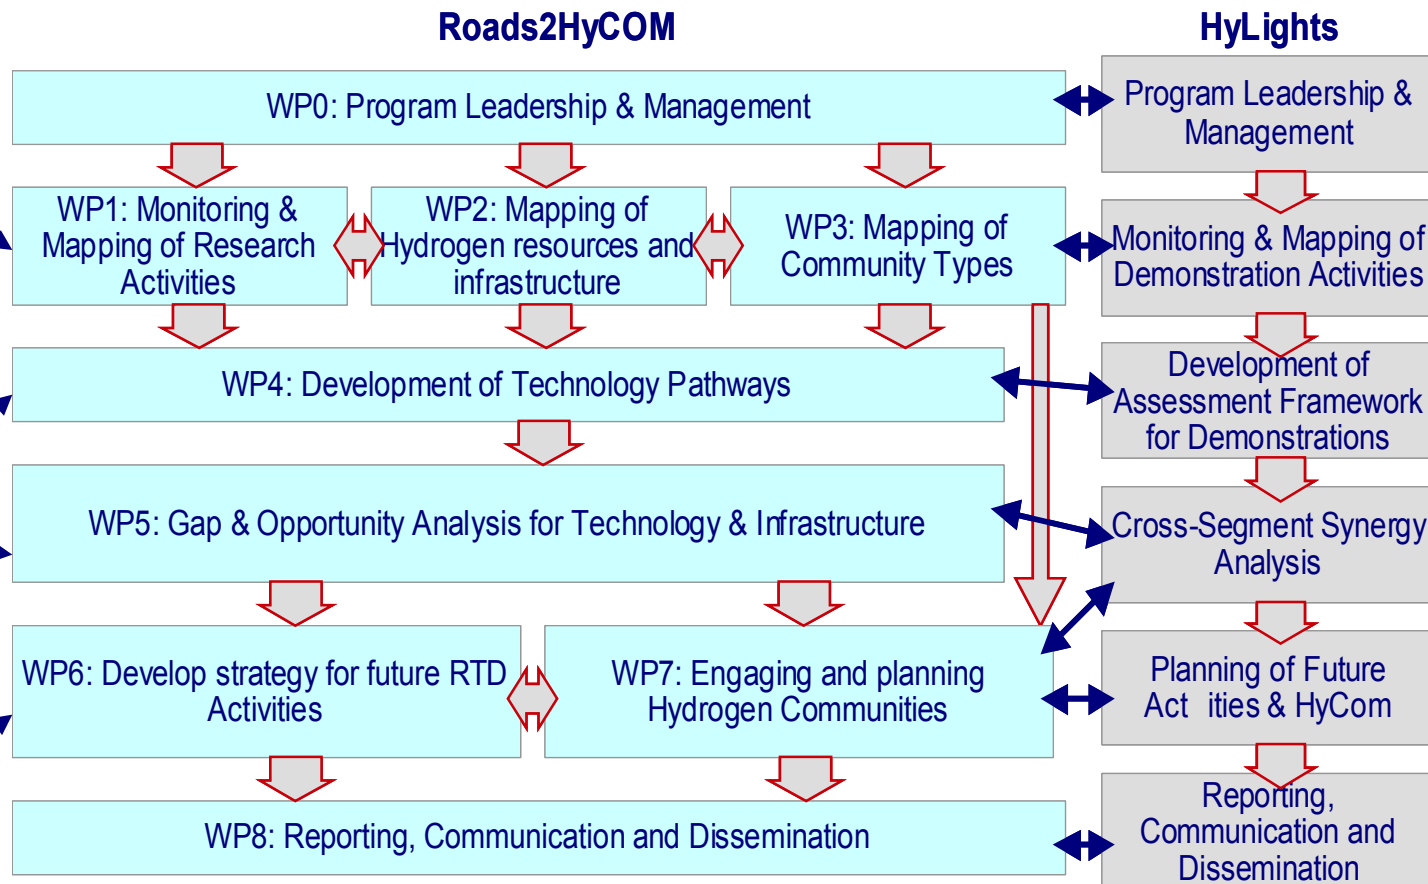 Roads2HyCOM
HyLights
WP0: Program Leadership & Management
Program Leadership &
Management
WP1: Monitoring &
Mapping of Research
Activities
WP2: Mapping of
Hydrogen resources and
infrastructure
WP3: Mapping of
Community Types
Monitoring & Mapping of
Demonstration Activities
WP4: Development of Technology Pathways
Development of
Assessment Framework
for Demonstrations
WP5: Gap & Opportunity Analysis for Technology & Infrastructure
Cross-Segment Synergy
Analysis
WP6: Develop strategy for future RTD
Activities
WP7: Engaging and planning
Hydrogen Communities
Planning of Future
Act ities & HyCom
WP8: Reporting, Communication and Dissemination
Reporting,
Communication and
Dissemination